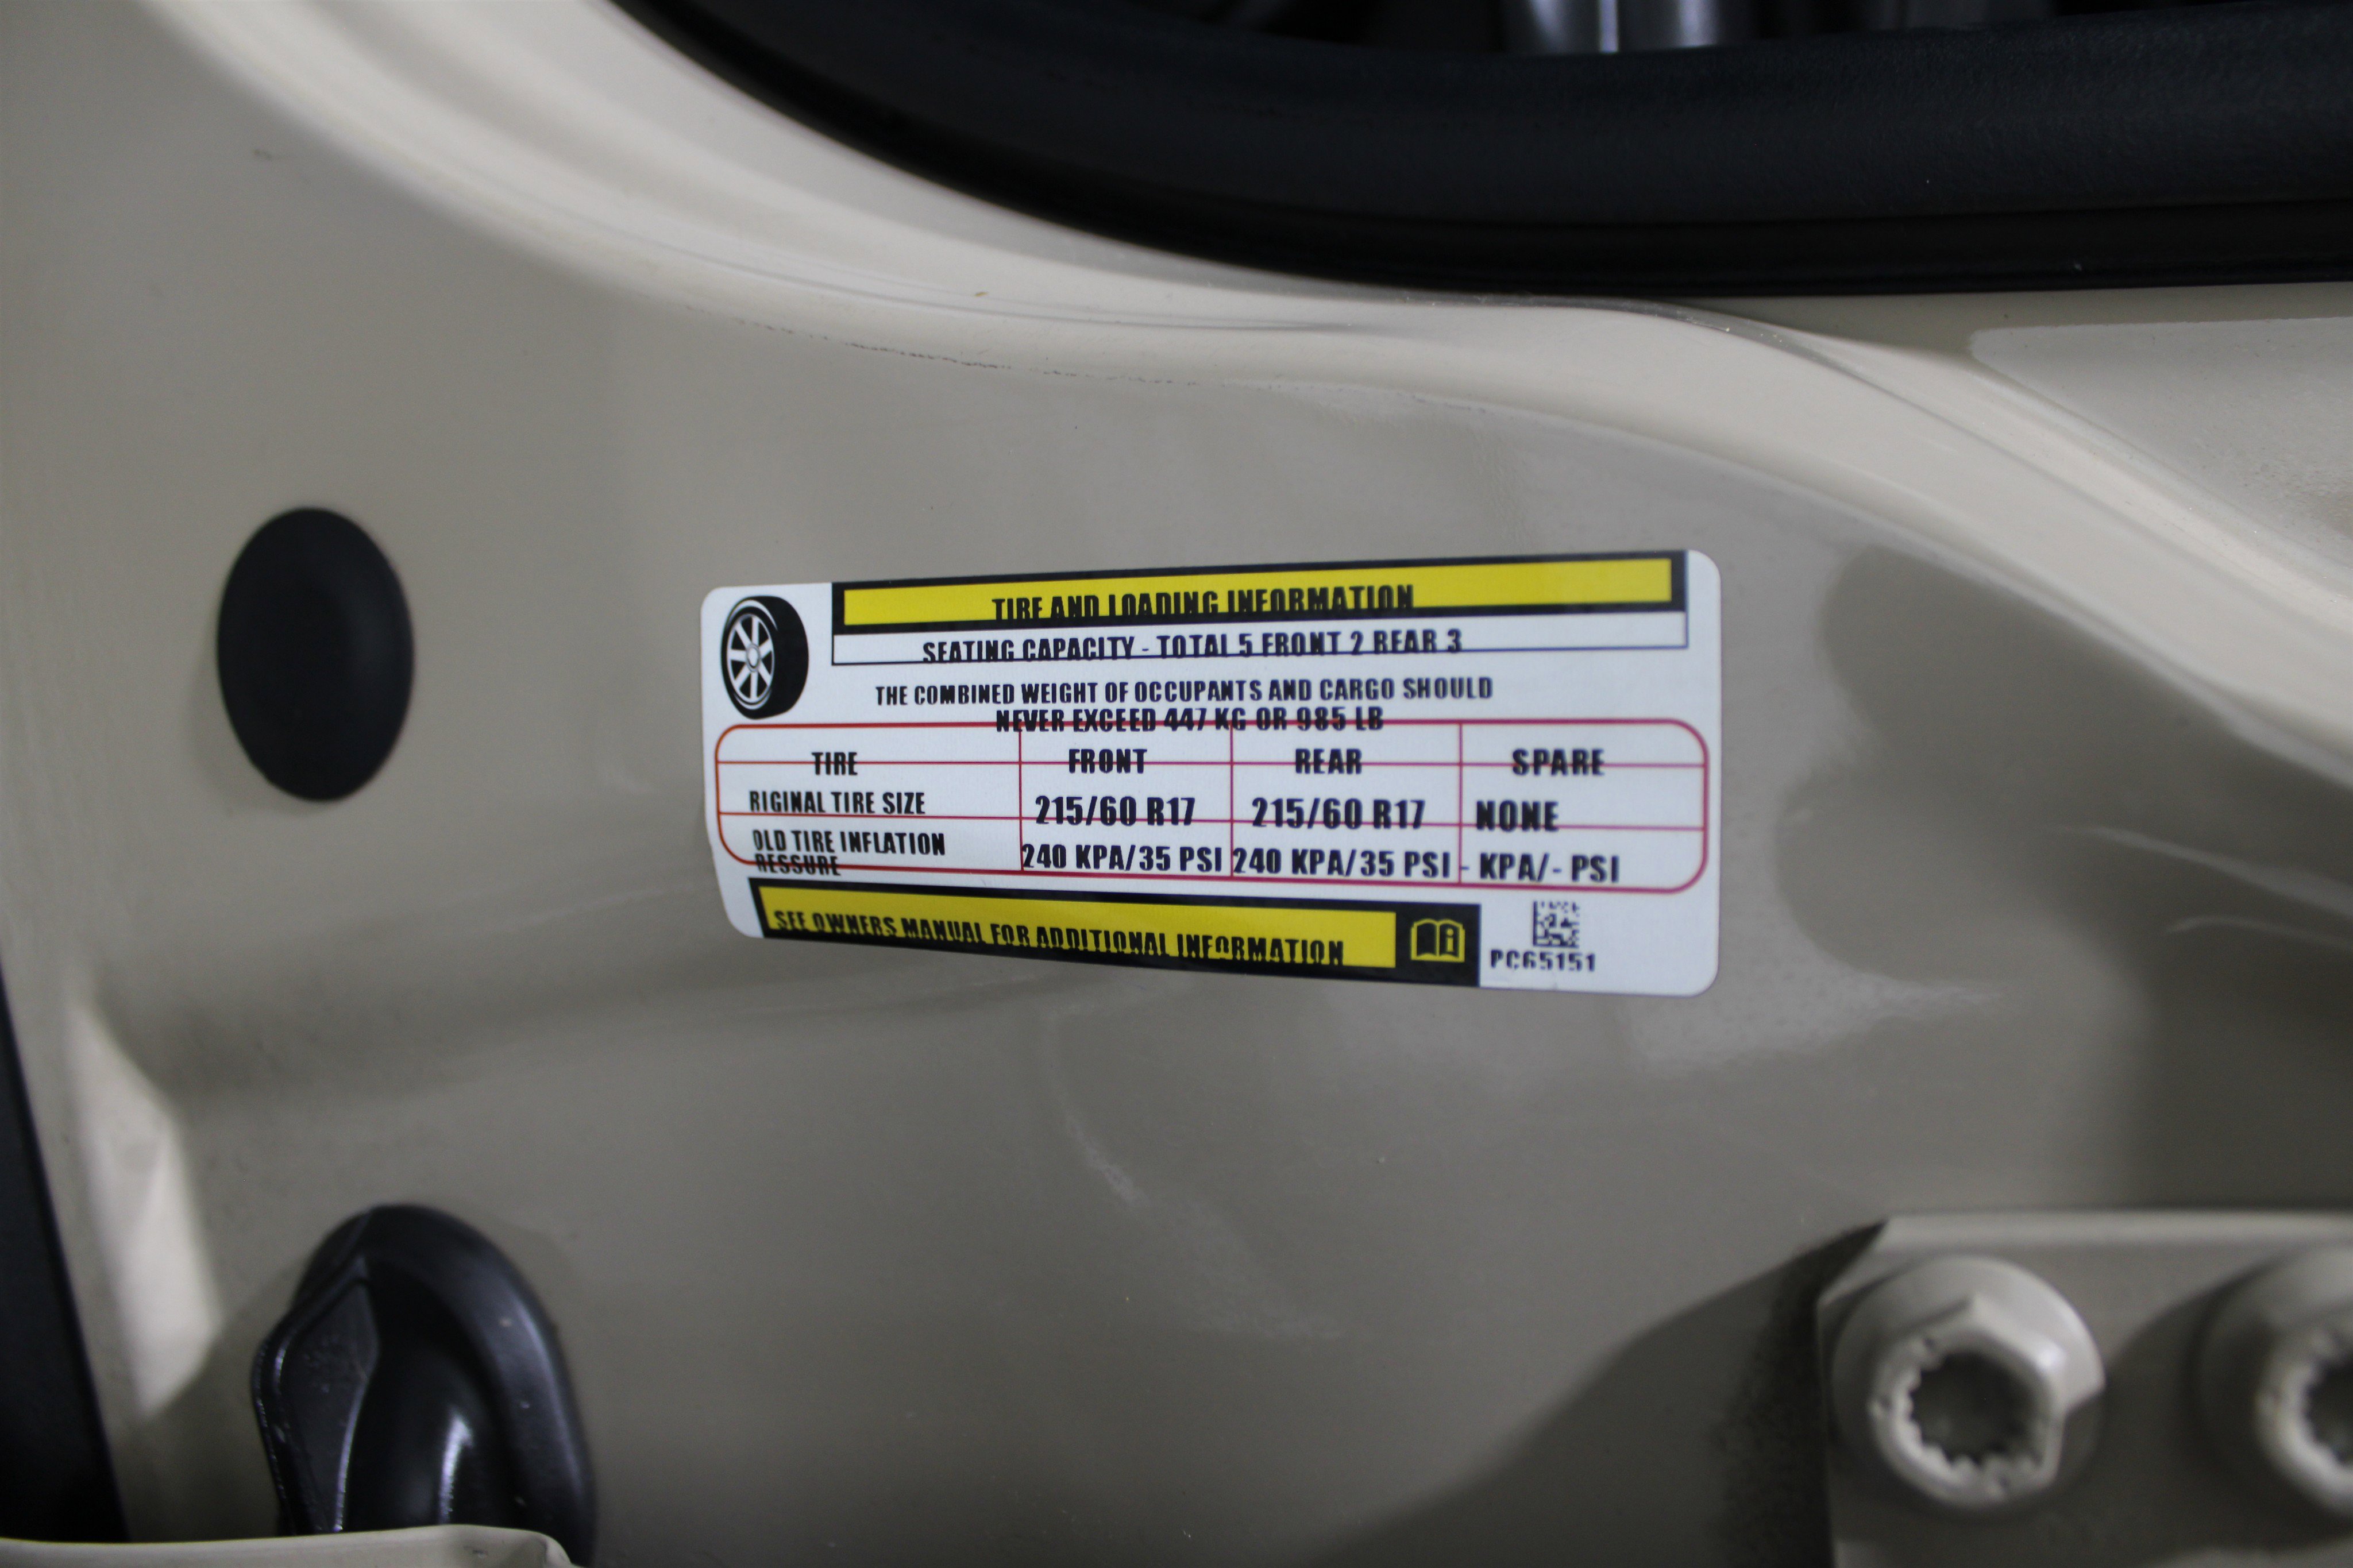 TIRE AND LOADING INFORMATION
SEATING CAPACITY - TOTAL 5 FRONT 2 REAR 3
THE COMBINED WEIGHT OF OCCUPANTS AND CARGO SHOULD
NEVER EXCEED 447 KG OR 985 LB
TIRE FRONT REAR SPARE
RIGINAL TIRE SIZE 215/60 R17 215/60 R17 NONE
OLD TIRE INFLATION
RESSURE 240 KPA/35 PSI 240 KPA/35 PSI - KPA/- PSI
SEE OWNERS MANUAL FOR ADDITIONAL INFORMATION
PC65151